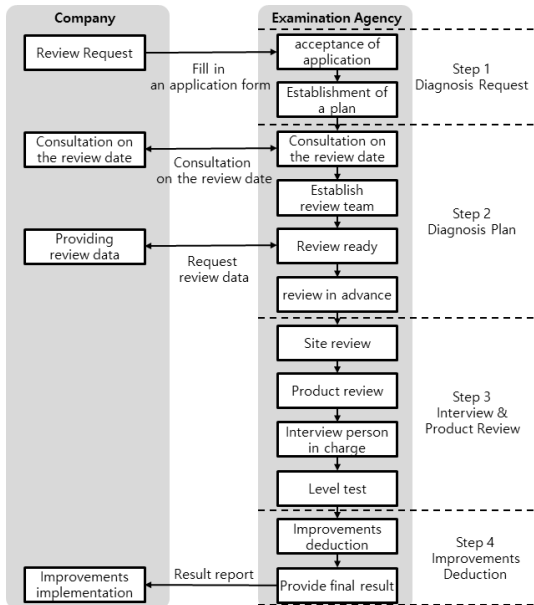 Company
Examination Agency
Review Request
Fill in
an application form
acceptance of
application
Establishment of
a plan
Step 1
Diagnosis Request
Consultation on
the review date
Consultation
on the review date
Consultation on
the review date
Establish
review team
Providing
review data
Request
review data
Review ready
review in advance
Step 2
Diagnosis Plan
Site review
Product review
Interview person
in charge
Level test
Step 3
Interview &
Product Review
Improvements
deduction
Improvements
implementation
Result report
Provide final result
Step 4
Improvements
Deduction